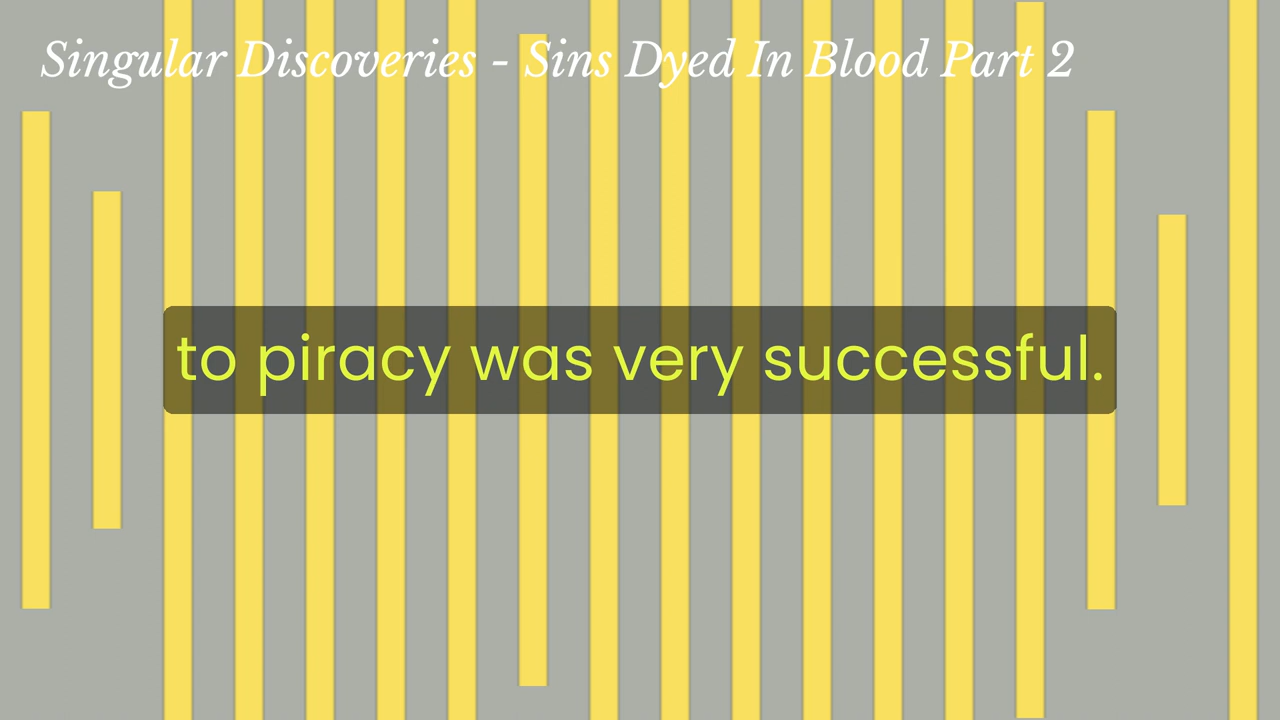 Singular Discoveries - Sins Dyed In Blood Part 2
to piracy was very successful.